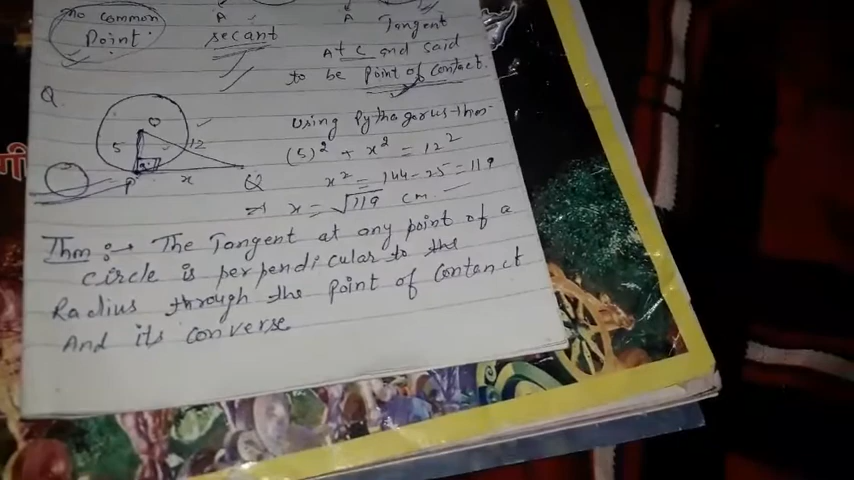 no common
Point.
A
secant
A
Tangent
At C and said
to be point of contact.
Q.
O
5
12
90
P
x
Q
using Pythagorus thm-
(5)² + x² = 12²
x² = 144 - 25 = 119
⇒ x = √119 cm.
Thm :→ The Tangent at any point of a
circle is perpendicular to the
Radius through the point of contanct
And its converse